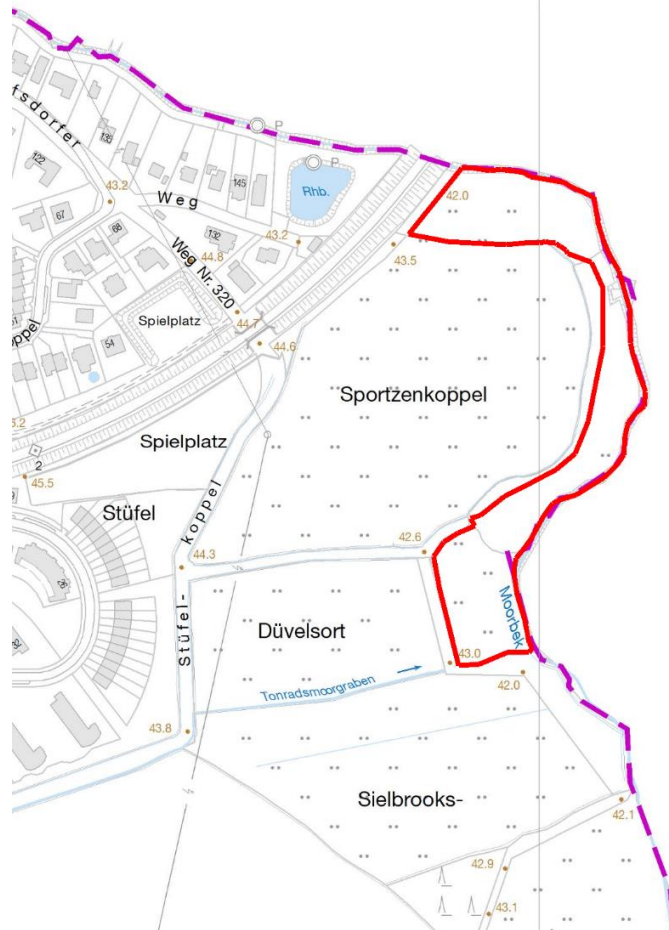 fsdorfer
122
135
43.2
67
68
Weg
145
Rhb.
P
P
132
44.8
43.2
Weg Nr. 320
42.0
43.5
Spielplatz
44.7
44.6
54
oppel
Sportzenkoppel
Spielplatz
2
45.5
Stüfel
koppel
42.6
44.3
26
Stüfel-
Düvelsort
Moorbek
43.0
42.0
Tonradsmoorgraben
43.8
Sielbrooks-
42.1
42.9
43.1